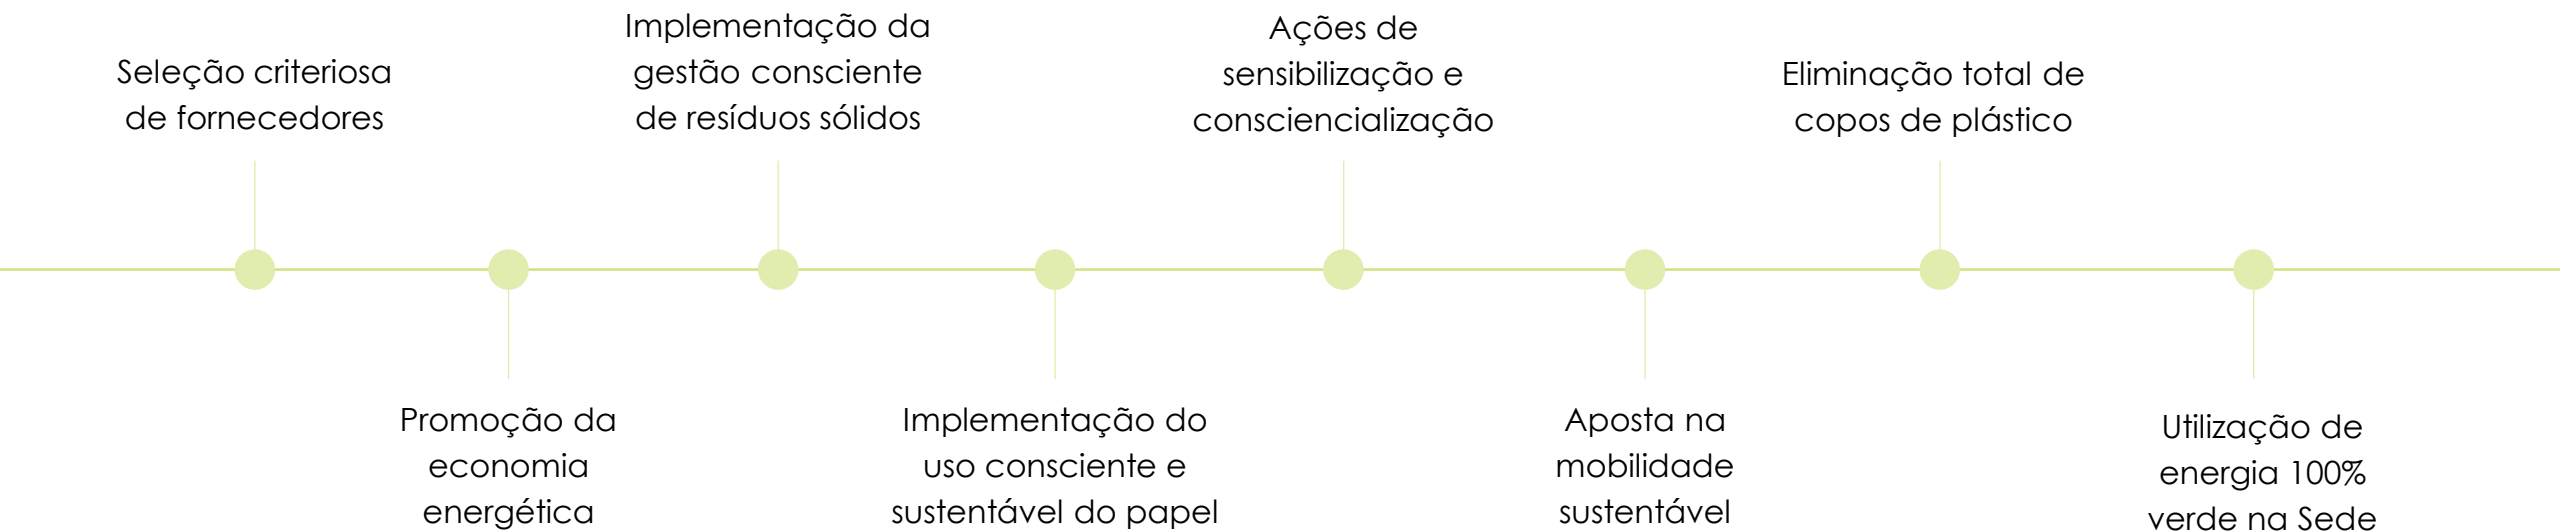 Seleção criteriosa
de fornecedores
Promoção da
economia
energética
Implementação da
gestão consciente
de resíduos sólidos
Implementação do
uso consciente e
sustentável do papel
Ações de
sensibilização e
consciencialização
Aposta na
mobilidade
sustentável
Eliminação total de
copos de plástico
Utilização de
energia 100%
verde na Sede